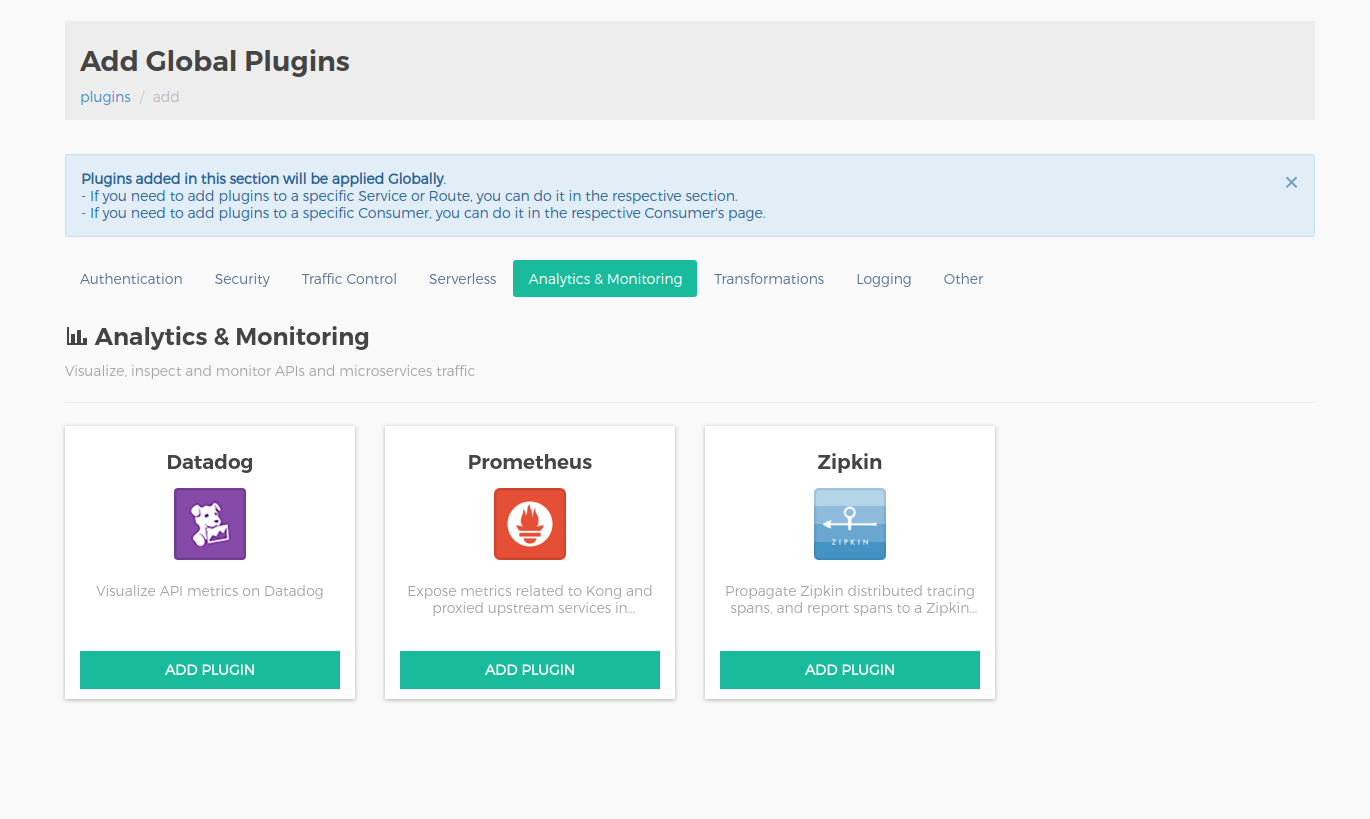 Add Global Plugins
plugins / add
Plugins added in this section will be applied Globally.
- If you need to add plugins to a specific Service or Route, you can do it in the respective section.
- If you need to add plugins to a specific Consumer, you can do it in the respective Consumer's page.
×
Authentication Security Traffic Control Serverless Analytics & Monitoring Transformations Logging Other
Analytics & Monitoring
Visualize, inspect and monitor APIs and microservices traffic
Datadog
Visualize API metrics on Datadog
ADD PLUGIN
Prometheus
Expose metrics related to Kong and
proxied upstream services in...
ADD PLUGIN
Zipkin
ZIPKIN
Propagate Zipkin distributed tracing
spans, and report spans to a Zipkin...
ADD PLUGIN